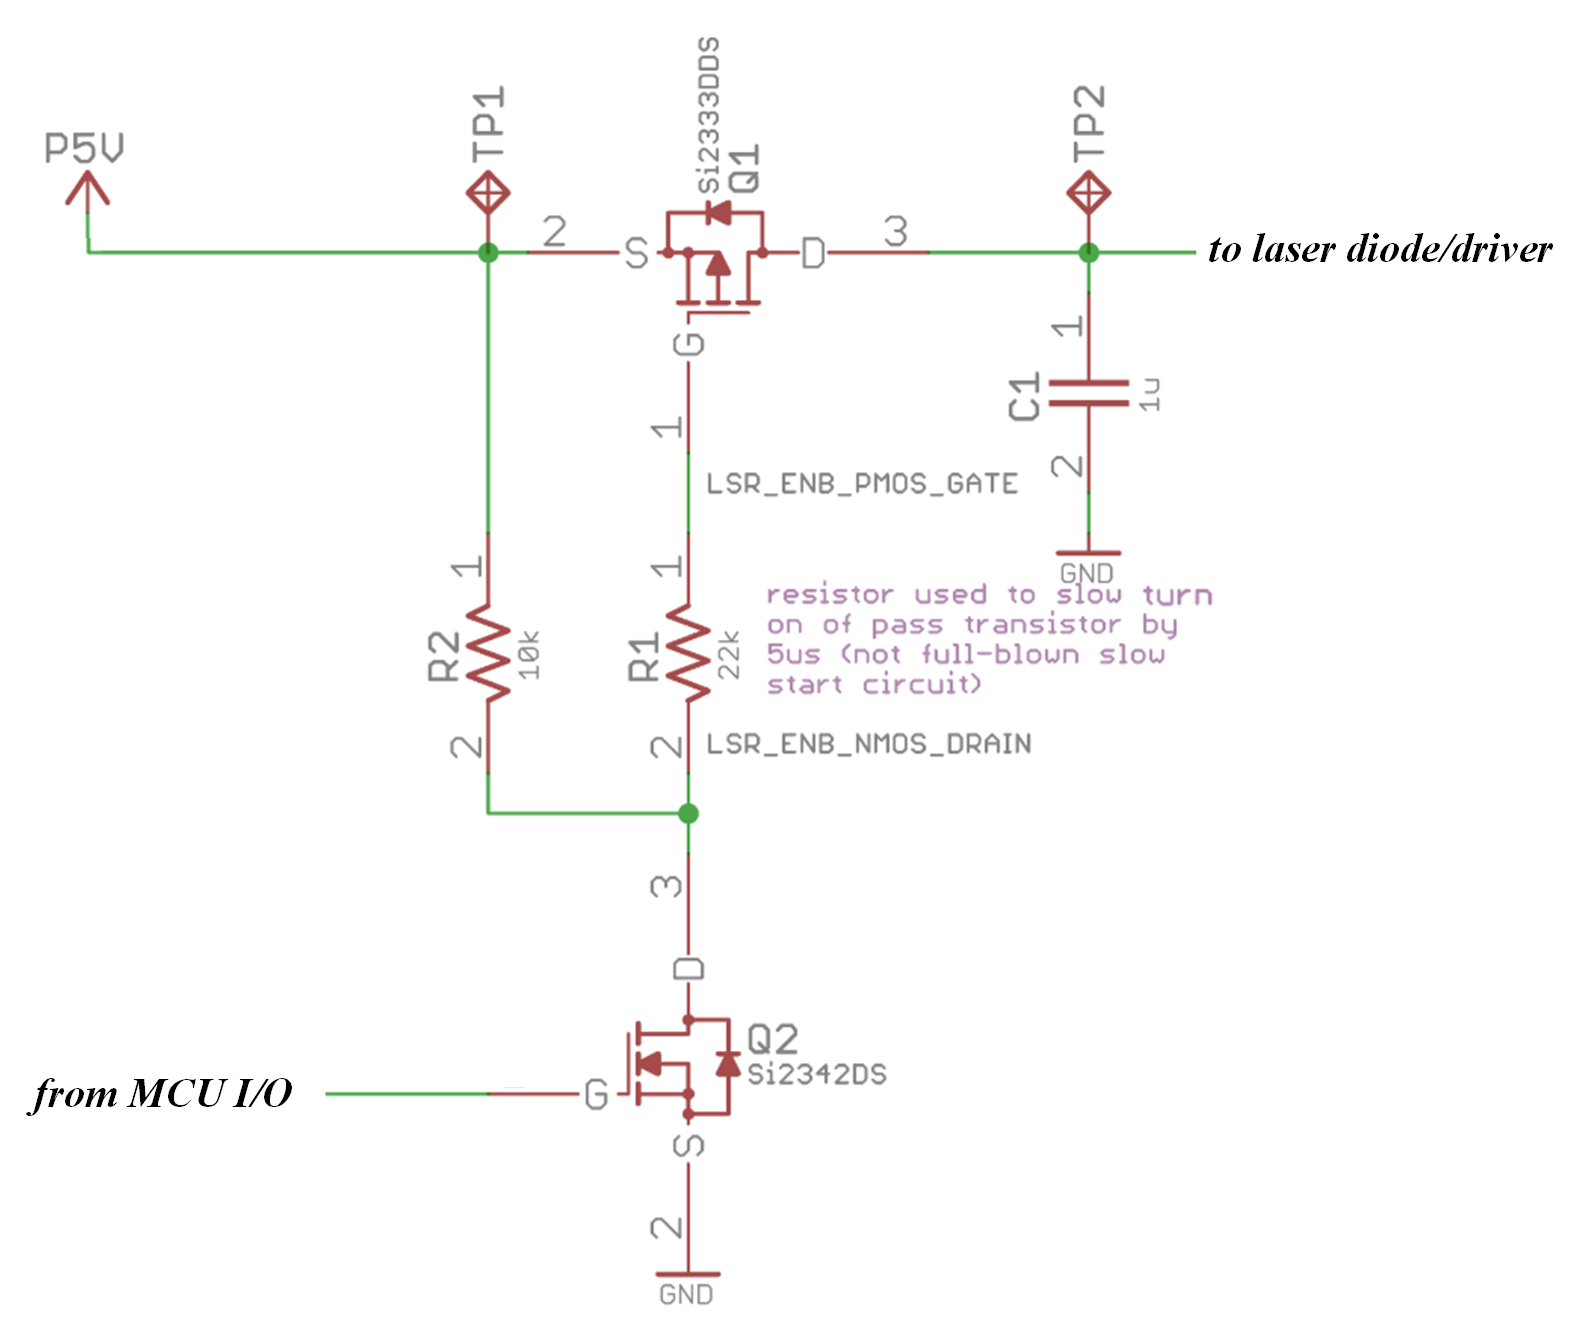 P5V
TP1
Si2333DDS
Q1
TP2
2
S
D
3
to laser diode/driver
G
1
1
C1
1u
2
LSR_ENB_PMOS_GATE
GND
1
1
R2
10k
R1
22k
resistor used to slow turn
on of pass transistor by
5us (not full-blown slow
start circuit)
2
2
LSR_ENB_NMOS_DRAIN
3
D
Q2
Si2342DS
from MCU I/O
G
S
2
GND